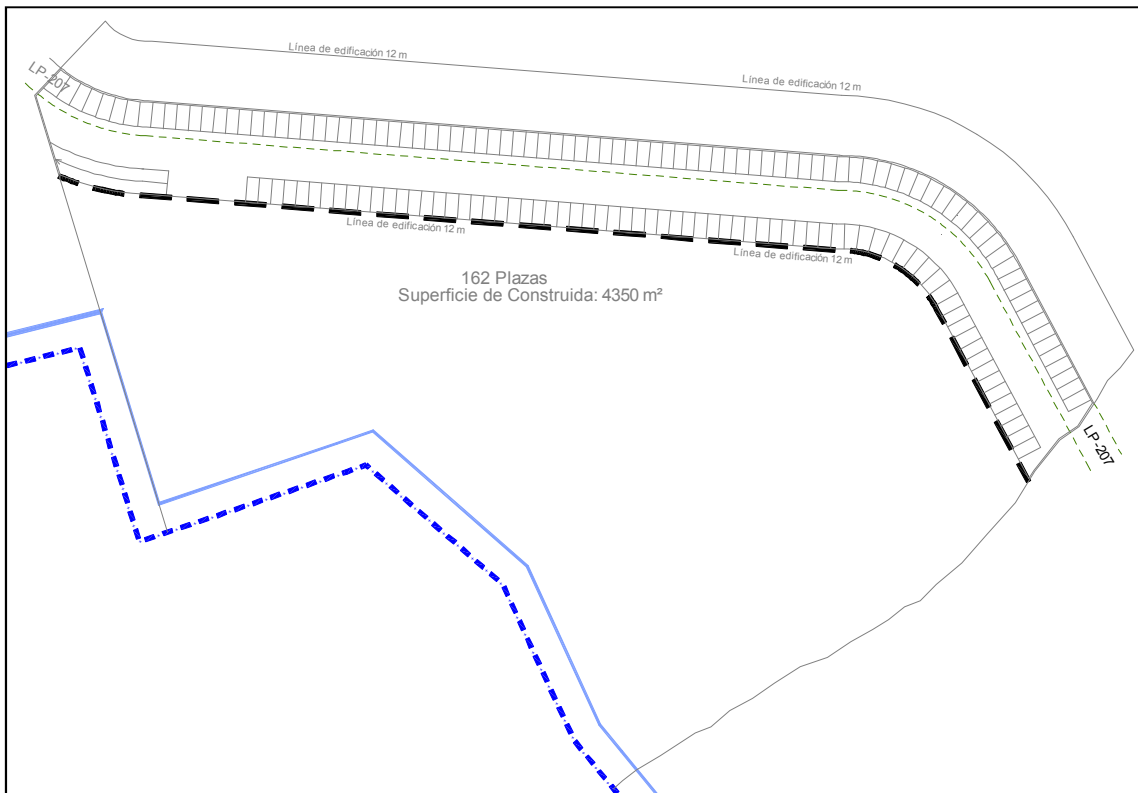 Línea de edificación 12 m
LP-207
Línea de edificación 12 m
Línea de edificación 12 m
Línea de edificación 12 m
162 Plazas
Superficie de Construida: 4350 m²
LP-207